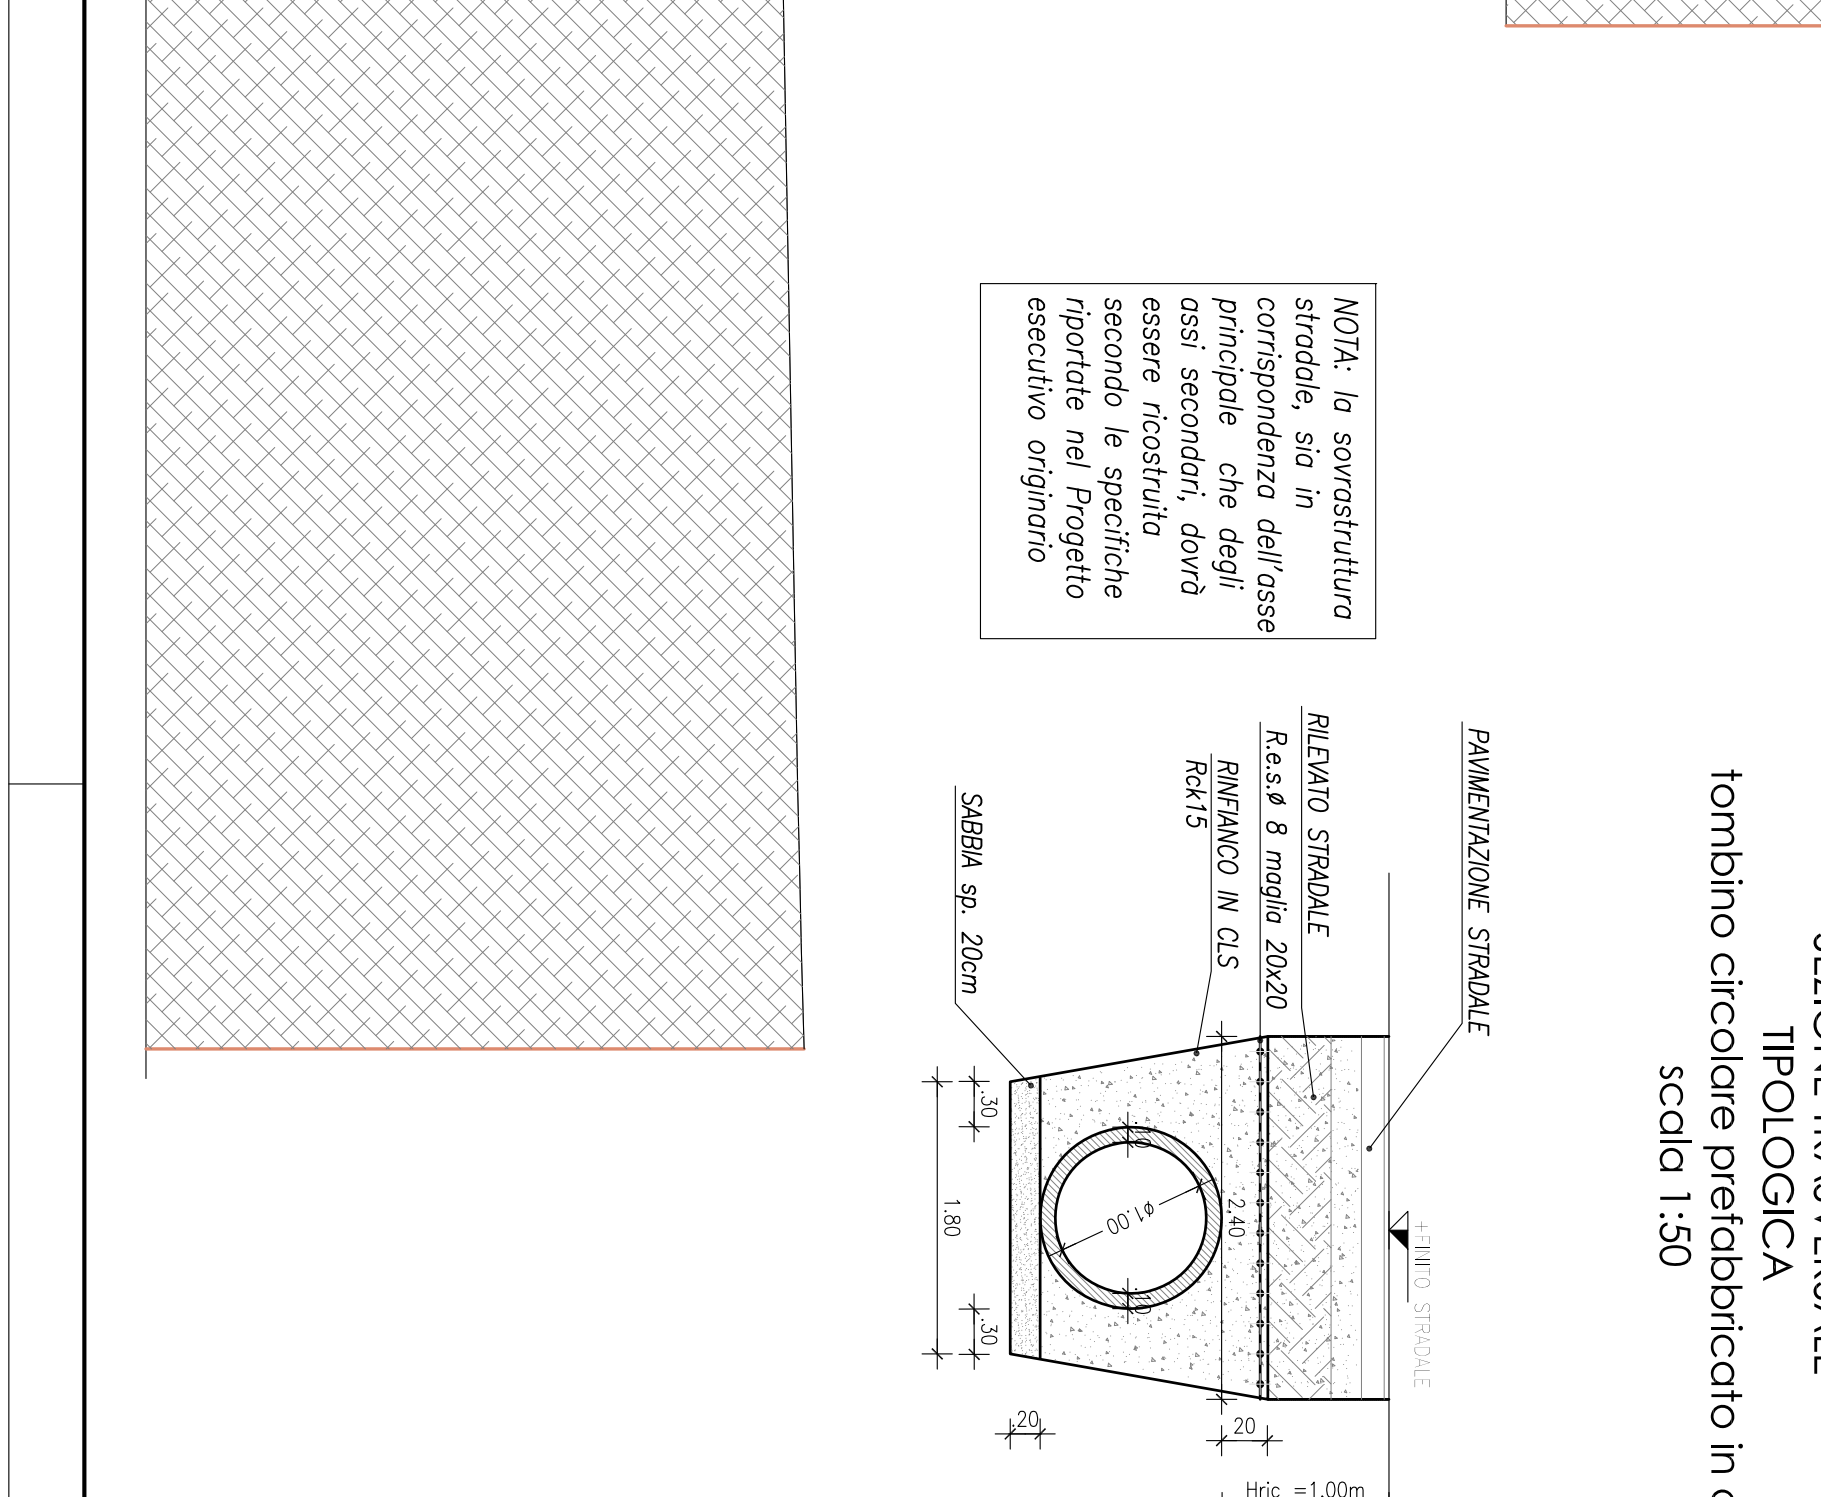 TIPOLOGICA
tombino circolare prefabbricato in
scala 1:50
NOTA: la sovrastruttura
stradale, sia in
corrispondenza dell'asse
principale che degli
assi secondari, dovrà
essere ricostruita
secondo le specifiche
riportate nel Progetto
esecutivo originario
PAVIMENTAZIONE STRADALE
RILEVATO STRADALE
R.e.s.ø 8 maglia 20x20
RINFIANCO IN CLS
Rck15
SABBIA sp. 20cm
+FINITO STRADALE
2.40
.10
ø1.00
.10
.30
.30
1.80
.20
20
Hric =1.00m